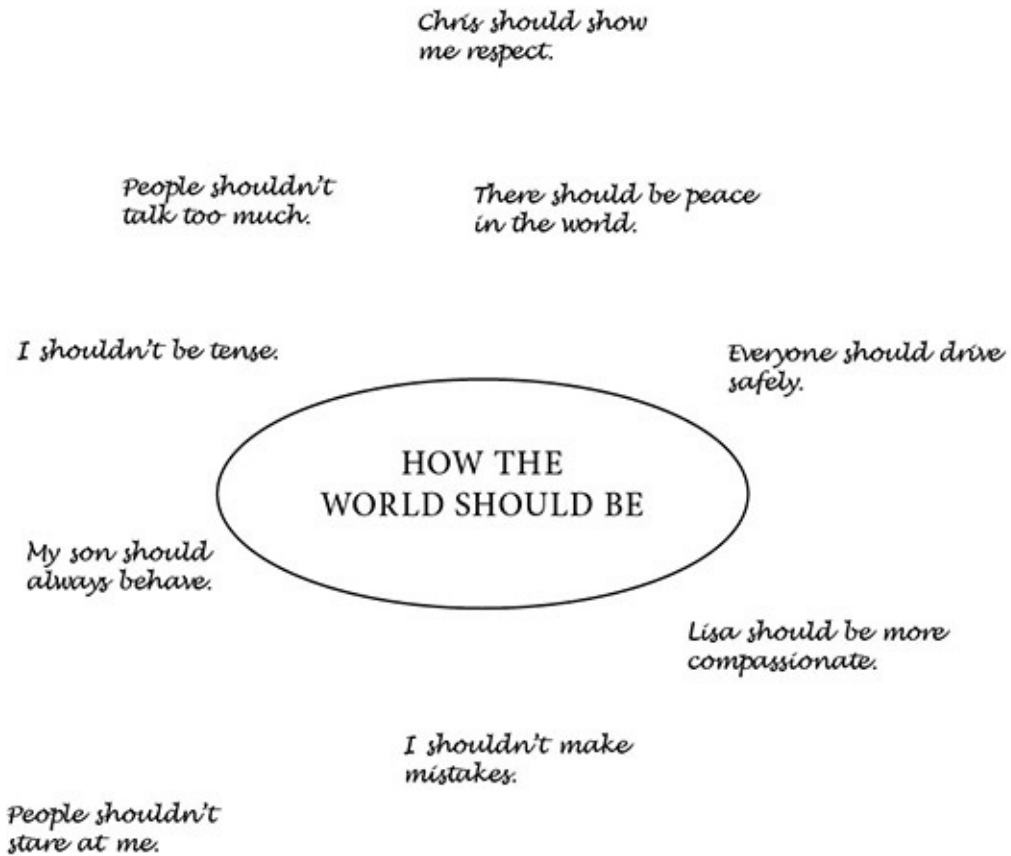 Chris should show
me respect.
People shouldn't
talk too much.
There should be peace
in the world.
I shouldn't be tense.
Everyone should drive
safely.
HOW THE
WORLD SHOULD BE
My son should
always behave.
Lisa should be more
compassionate.
I shouldn't make
mistakes.
People shouldn't
stare at me.